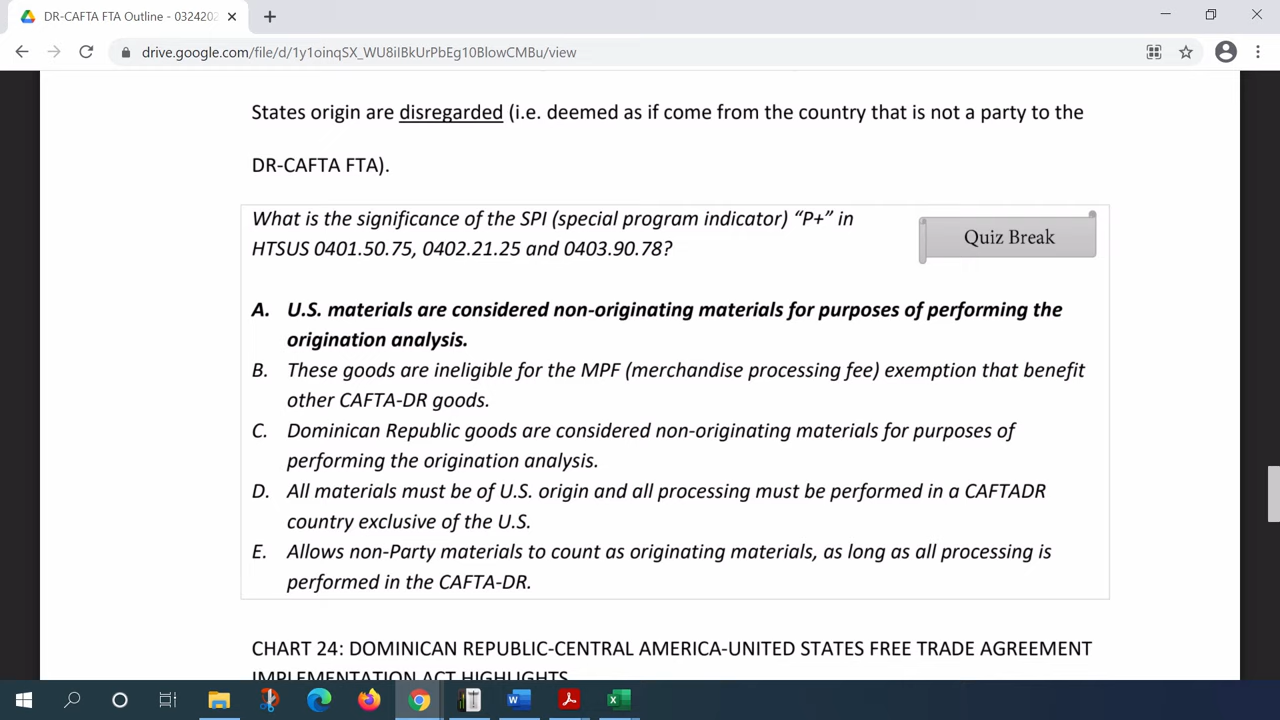 DR-CAFTA FTA Outline - 0324202
drive.google.com/file/d/1y1oinqSX_WU8iIBkUrPbEg10BlowCMBu/view
States origin are disregarded (i.e. deemed as if come from the country that is not a party to the
DR-CAFTA FTA).
What is the significance of the SPI (special program indicator) “P+” in
HTSUS 0401.50.75, 0402.21.25 and 0403.90.78?
Quiz Break
A. U.S. materials are considered non-originating materials for purposes of performing the
origination analysis.
B. These goods are ineligible for the MPF (merchandise processing fee) exemption that benefit
other CAFTA-DR goods.
C. Dominican Republic goods are considered non-originating materials for purposes of
performing the origination analysis.
D. All materials must be of U.S. origin and all processing must be performed in a CAFTADR
country exclusive of the U.S.
E. Allows non-Party materials to count as originating materials, as long as all processing is
performed in the CAFTA-DR.
CHART 24: DOMINICAN REPUBLIC-CENTRAL AMERICA-UNITED STATES FREE TRADE AGREEMENT
IMPLEMENTATION ACT HIGHLIGHTS